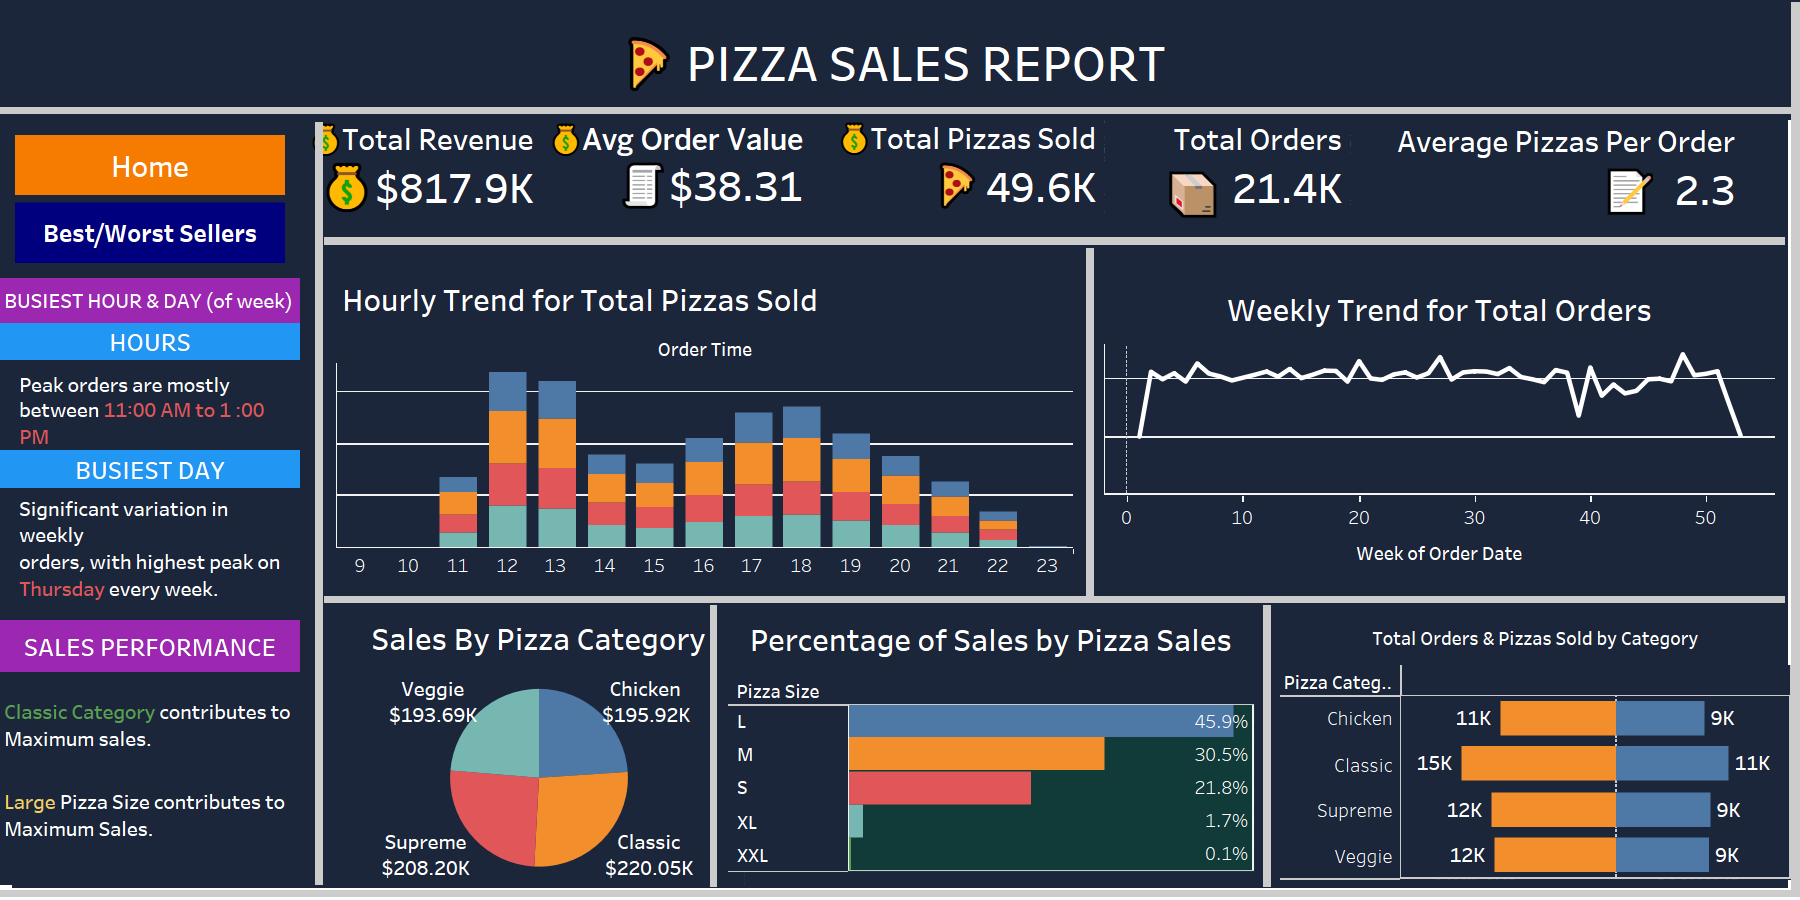 PIZZA SALES REPORT
Home
Best/Worst Sellers
BUSIEST HOUR & DAY (of week)
HOURS
Peak orders are mostly
between 11:00 AM to 1 :00
PM
BUSIEST DAY
Significant variation in
weekly
orders, with highest peak on
Thursday every week.
SALES PERFORMANCE
Classic Category contributes to
Maximum sales.
Large Pizza Size contributes to
Maximum Sales.
Total Revenue
$817.9K
Avg Order Value
$38.31
Total Pizzas Sold
49.6K
Total Orders
21.4K
Average Pizzas Per Order
2.3
Hourly Trend for Total Pizzas Sold
Order Time
9 10 11 12 13 14 15 16 17 18 19 20 21 22 23
Weekly Trend for Total Orders
0 10 20 30 40 50
Week of Order Date
Sales By Pizza Category
Veggie
$193.69K
Chicken
$195.92K
Supreme
$208.20K
Classic
$220.05K
Percentage of Sales by Pizza Sales
Pizza Size
L 45.9%
M 30.5%
S 21.8%
XL 1.7%
XXL 0.1%
Total Orders & Pizzas Sold by Category
Pizza Categ..
Chicken 11K 9K
Classic 15K 11K
Supreme 12K 9K
Veggie 12K 9K